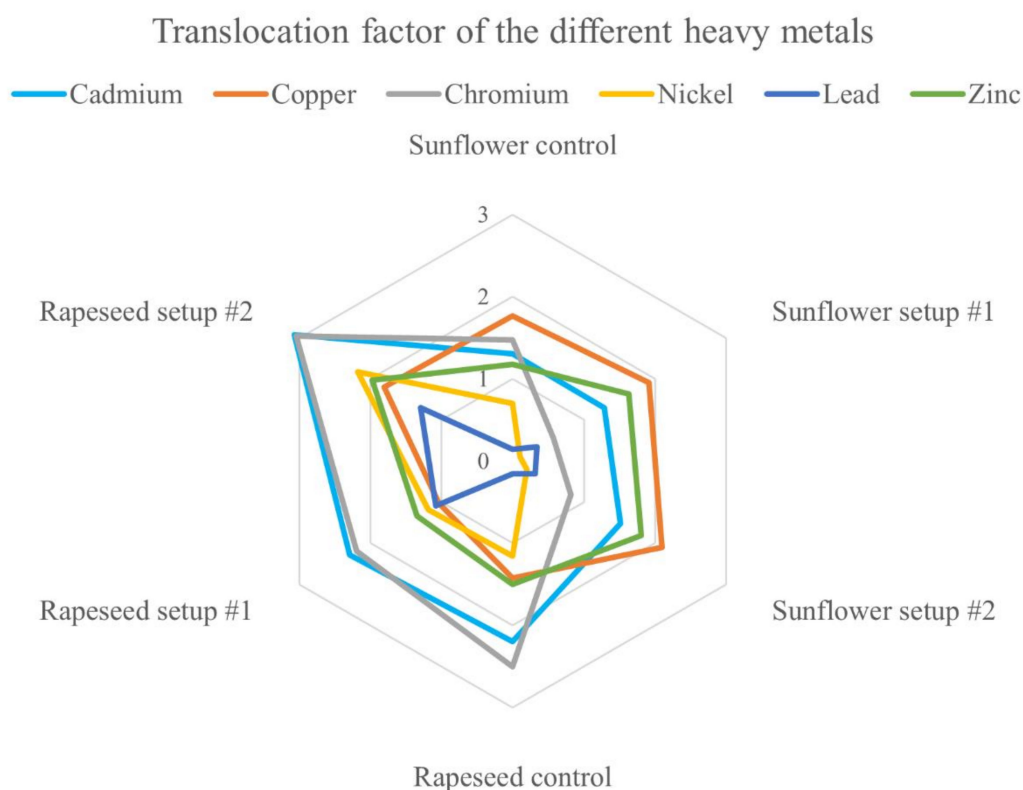 Translocation factor of the different heavy metals
Cadmium Copper Chromium Nickel Lead Zinc
Sunflower control
3
2
Rapeseed setup #2 Sunflower setup #1
1
0
Rapeseed setup #1 Sunflower setup #2
Rapeseed control